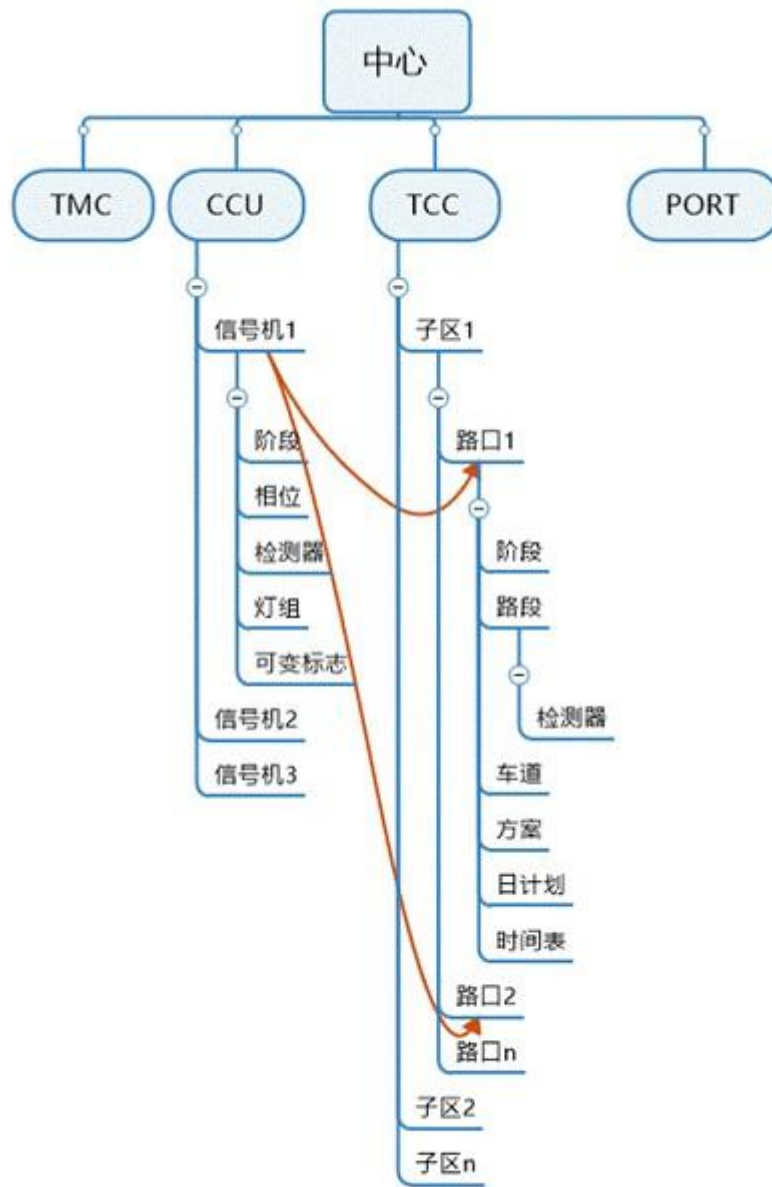 中心
TMC
CCU
TCC
PORT
信号机1
阶段
相位
检测器
灯组
可变标志
信号机2
信号机3
子区1
路口1
阶段
路段
检测器
车道
方案
日计划
时间表
路口2
路口n
子区2
子区n